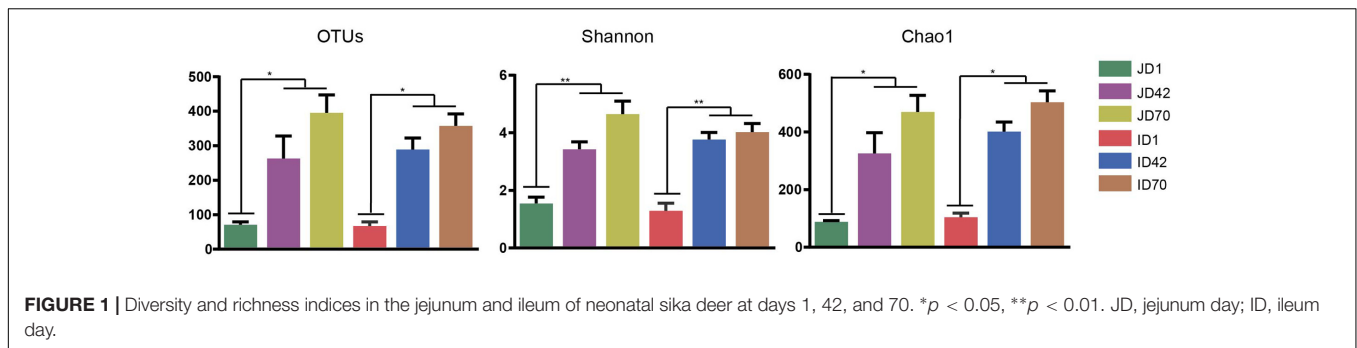 OTUs
500
400
300
200
100
0
*
*
Shannon
6
4
2
0
**
**
Chao1
600
400
200
0
*
*
JD1
JD42
JD70
ID1
ID42
ID70
FIGURE 1 | Diversity and richness indices in the jejunum and ileum of neonatal sika deer at days 1, 42, and 70. *p < 0.05, **p < 0.01. JD, jejunum day; ID, ileum
day.